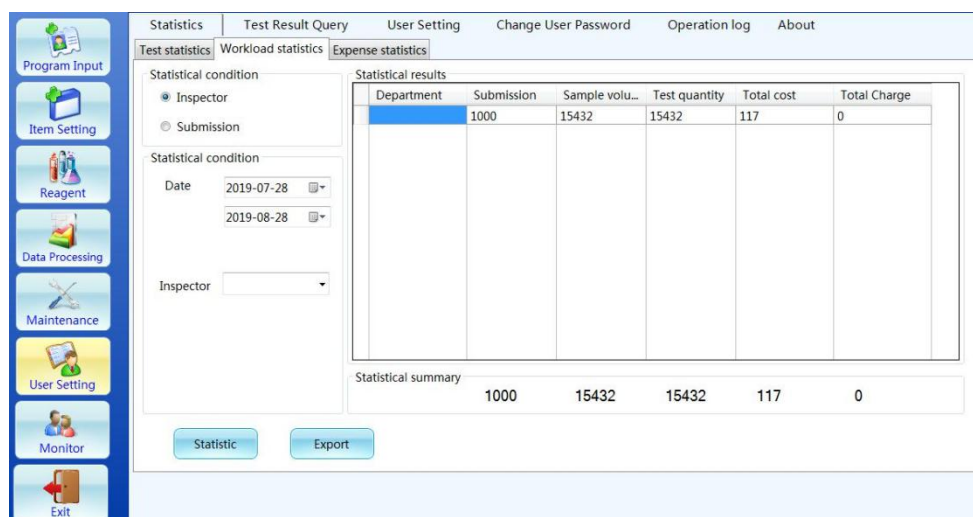 Statistics Test Result Query User Setting Change User Password Operation log About
Test statistics Workload statistics Expense statistics
Program Input
Item Setting
Reagent
Data Processing
Maintenance
User Setting
Monitor
Exit
Statistical condition
Inspector
Submission
Statistical condition
Date 2019-07-28
2019-08-28
Inspector
Statistical results
Department Submission Sample volu... Test quantity Total cost Total Charge
1000 15432 15432 117 0
Statistical summary
1000 15432 15432 117 0
Statistic Export